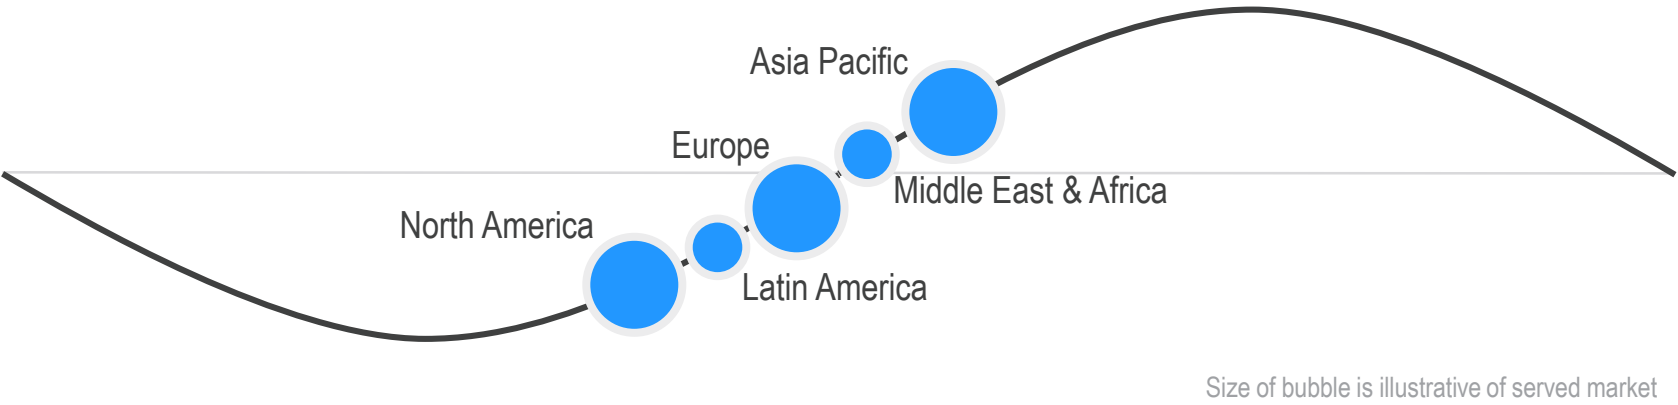 Asia Pacific
Europe
Middle East & Africa
North America
Latin America
Size of bubble is illustrative of served market